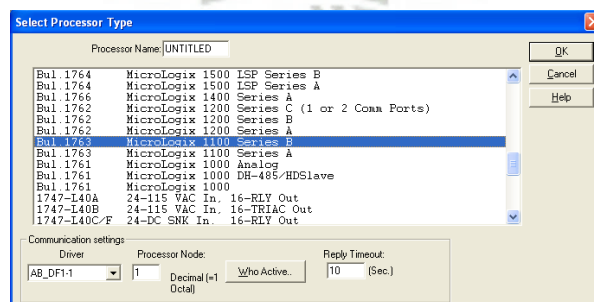 Select Processor Type
Processor Name: UNTITLED
OK
Cancel
Help
Bul.1764 MicroLogix 1500 LSP Series B
Bul.1764 MicroLogix 1500 LSP Series A
Bul.1766 MicroLogix 1400 Series A
Bul.1762 MicroLogix 1200 Series C (1 or 2 Comm Ports)
Bul.1762 MicroLogix 1200 Series B
Bul.1762 MicroLogix 1200 Series A
Bul.1763 MicroLogix 1100 Series B
Bul.1763 MicroLogix 1100 Series A
Bul.1761 MicroLogix 1000 Analog
Bul.1761 MicroLogix 1000 DH-485/HDSlave
Bul.1761 MicroLogix 1000
1747-L40A 24-115 VAC In, 16-RLY Out
1747-L40B 24-115 VAC In, 16-TRIAC Out
1747-L40C/F 24-DC SNK In, 16-RLY Out
Communication settings
Driver Processor Node: Reply Timeout:
AB_DF1-1 1 Decimal (=1 Octal) Who Active.. 10 (Sec.)